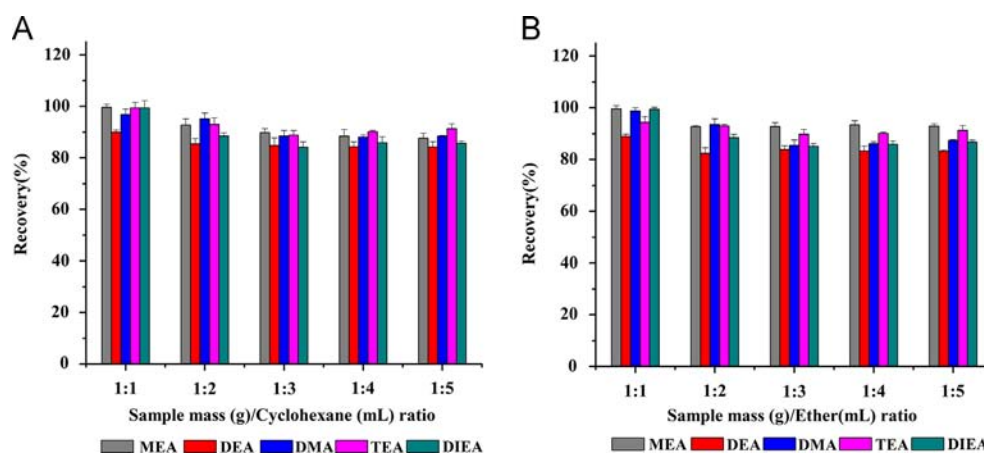 A
Recovery(%)
120
100
80
60
40
20
0
1:1 1:2 1:3 1:4 1:5
Sample mass (g)/Cyclohexane (mL) ratio
MEA DEA DMA TEA DIEA
B
Recovery(%)
120
100
80
60
40
20
0
1:1 1:2 1:3 1:4 1:5
Sample mass (g)/Ether(mL) ratio
MEA DEA DMA TEA DIEA